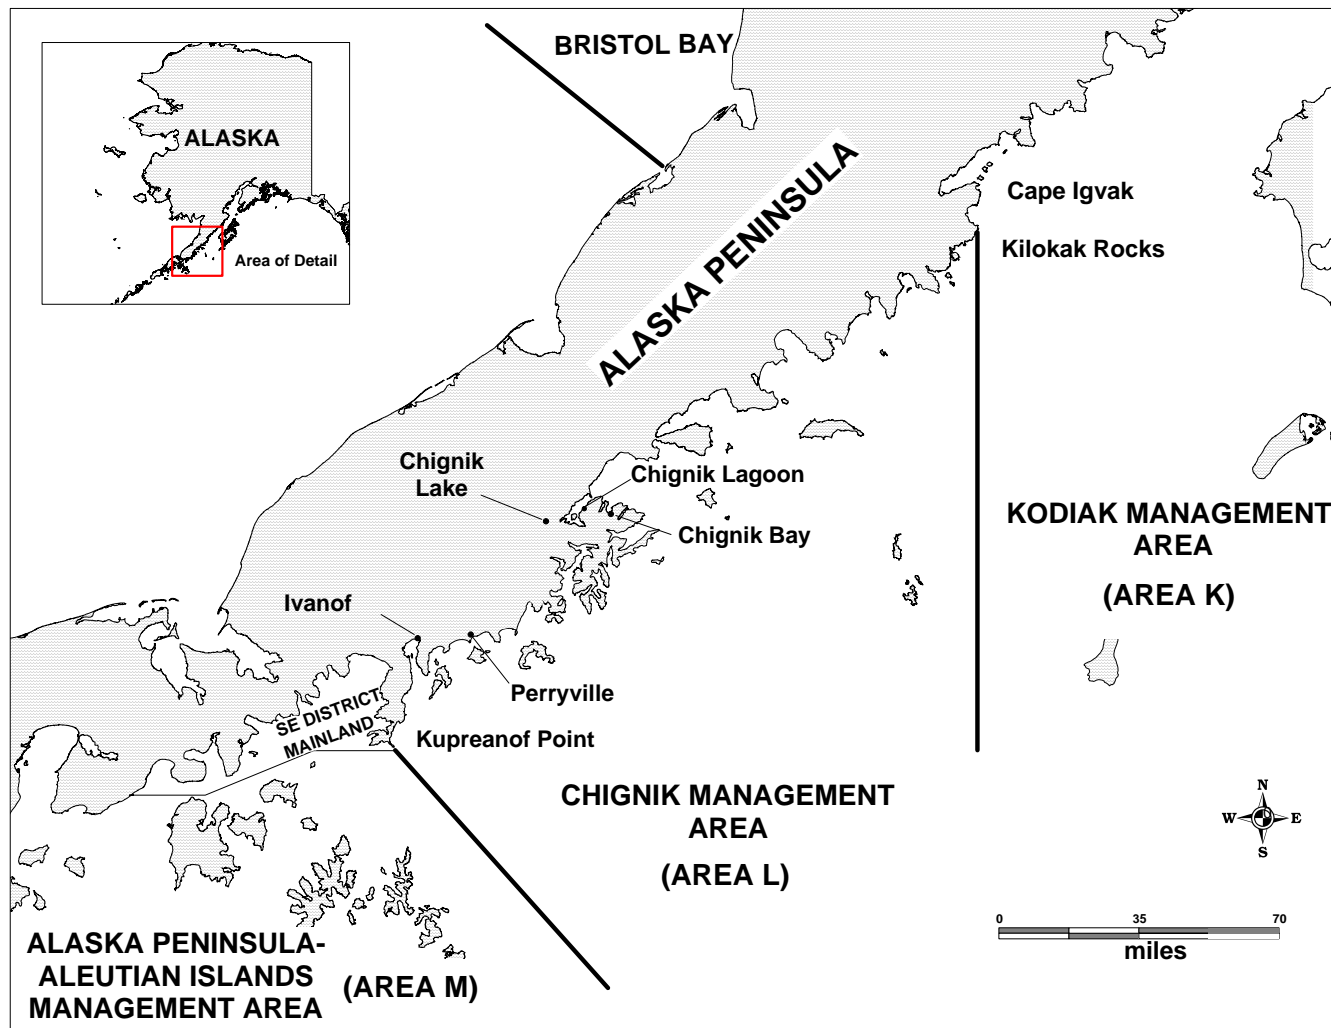 BRISTOL BAY
ALASKA
Area of Detail
ALASKA PENINSULA
Cape Igvak
Kilokak Rocks
Chignik
Lake
Chignik Lagoon
Chignik Bay
KODIAK MANAGEMENT
AREA
(AREA K)
Ivanof
Perryville
SE DISTRICT
MAINLAND
Kupreanof Point
CHIGNIK MANAGEMENT
AREA
(AREA L)
N
W E
S
0 35 70
miles
ALASKA PENINSULA-
ALEUTIAN ISLANDS
MANAGEMENT AREA
(AREA M)